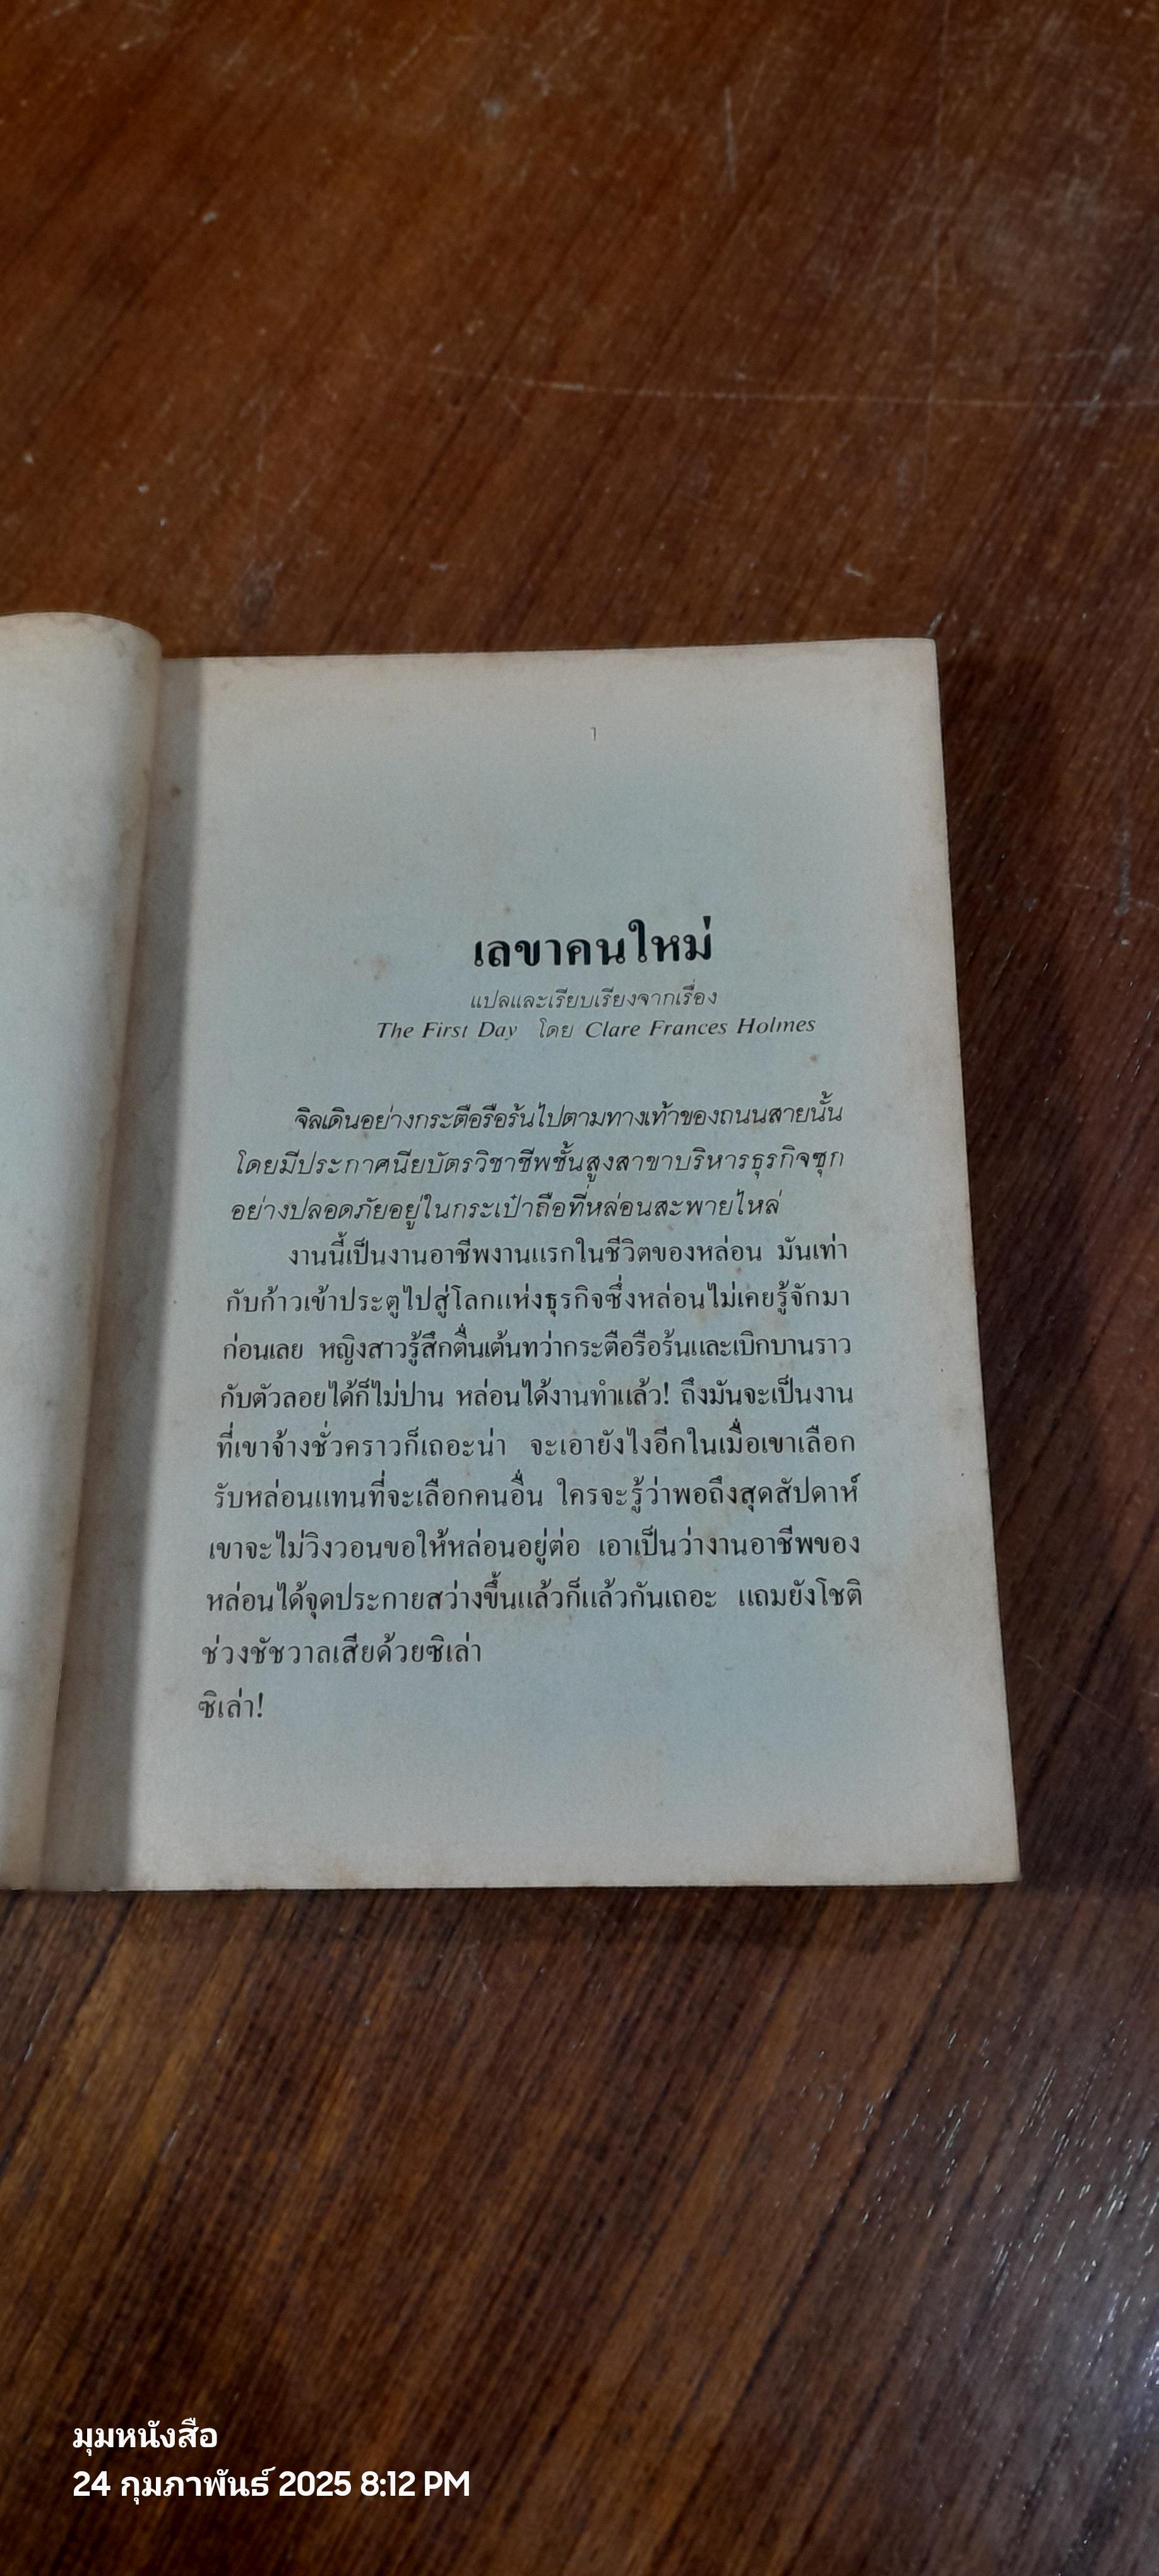 1
เลขาคนใหม่
แปลและเรียบเรียงจากเรื่อง
The First Day โดย Clare Frances Holmes
จิลเดินอย่างกระตือรือร้นไปตามทางเท้าของถนนสายนั้น
โดยมีประกาศนียบัตรวิชาชีพชั้นสูงสาขาบริหารธุรกิจซุก
อย่างปลอดภัยอยู่ในกระเป๋าถือที่หล่อนสะพายไหล่
งานนี้เป็นงานอาชีพงานแรกในชีวิตของหล่อน มันเท่า
กับก้าวเข้าประตูไปสู่โลกแห่งธุรกิจซึ่งหล่อนไม่เคยรู้จักมา
ก่อนเลย หญิงสาวรู้สึกตื่นเต้นทว่ากระตือรือร้นและเบิกบานราว
กับตัวลอยได้ก็ไม่ปาน หล่อนได้งานทำแล้ว! ถึงมันจะเป็นงาน
ที่เขาจ้างชั่วคราวก็เถอะน่า จะเอายังไงอีกในเมื่อเขาเลือก
รับหล่อนแทนที่จะเลือกคนอื่น ใครจะรู้ว่าพอถึงสุดสัปดาห์
เขาจะไม่วิงวอนขอให้หล่อนอยู่ต่อ เอาเป็นว่างานอาชีพของ
หล่อนได้จุดประกายสว่างขึ้นแล้วก็แล้วกันเถอะ แถมยังโชติ
ช่วงชัชวาลเสียด้วยซิเล่า
ซิเล่า!
มุมหนังสือ
24 กุมภาพันธ์ 2025 8:12 PM